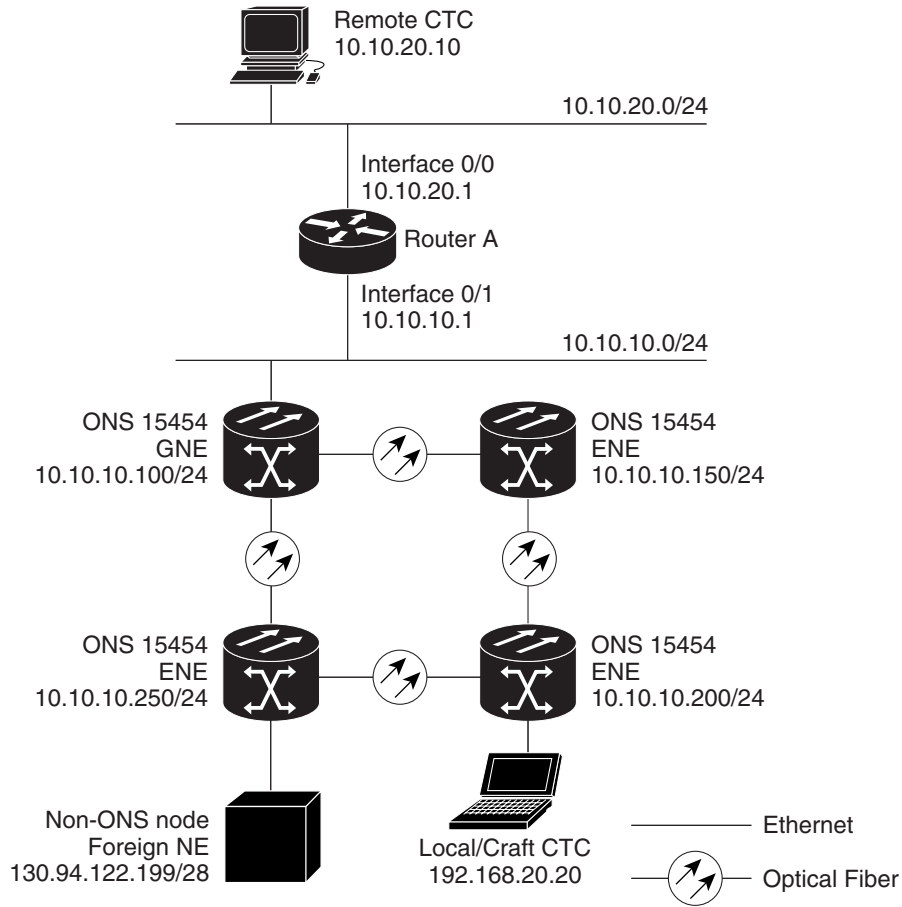 Remote CTC
10.10.20.10
10.10.20.0/24
Interface 0/0
10.10.20.1
Router A
Interface 0/1
10.10.10.1
10.10.10.0/24
ONS 15454
GNE
10.10.10.100/24
ONS 15454
ENE
10.10.10.150/24
ONS 15454
ENE
10.10.10.250/24
ONS 15454
ENE
10.10.10.200/24
Non-ONS node
Foreign NE
130.94.122.199/28
Local/Craft CTC
192.168.20.20
Ethernet
Optical Fiber